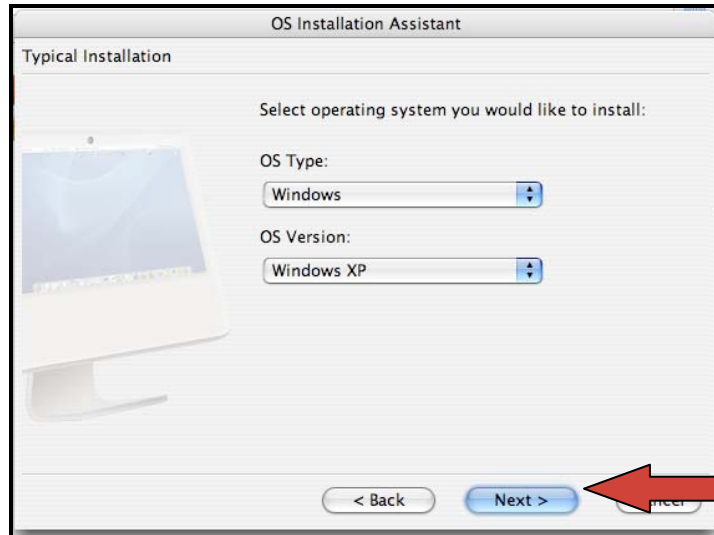 OS Installation Assistant
Typical Installation
Select operating system you would like to install:
OS Type:
Windows
OS Version:
Windows XP
< Back
Next >